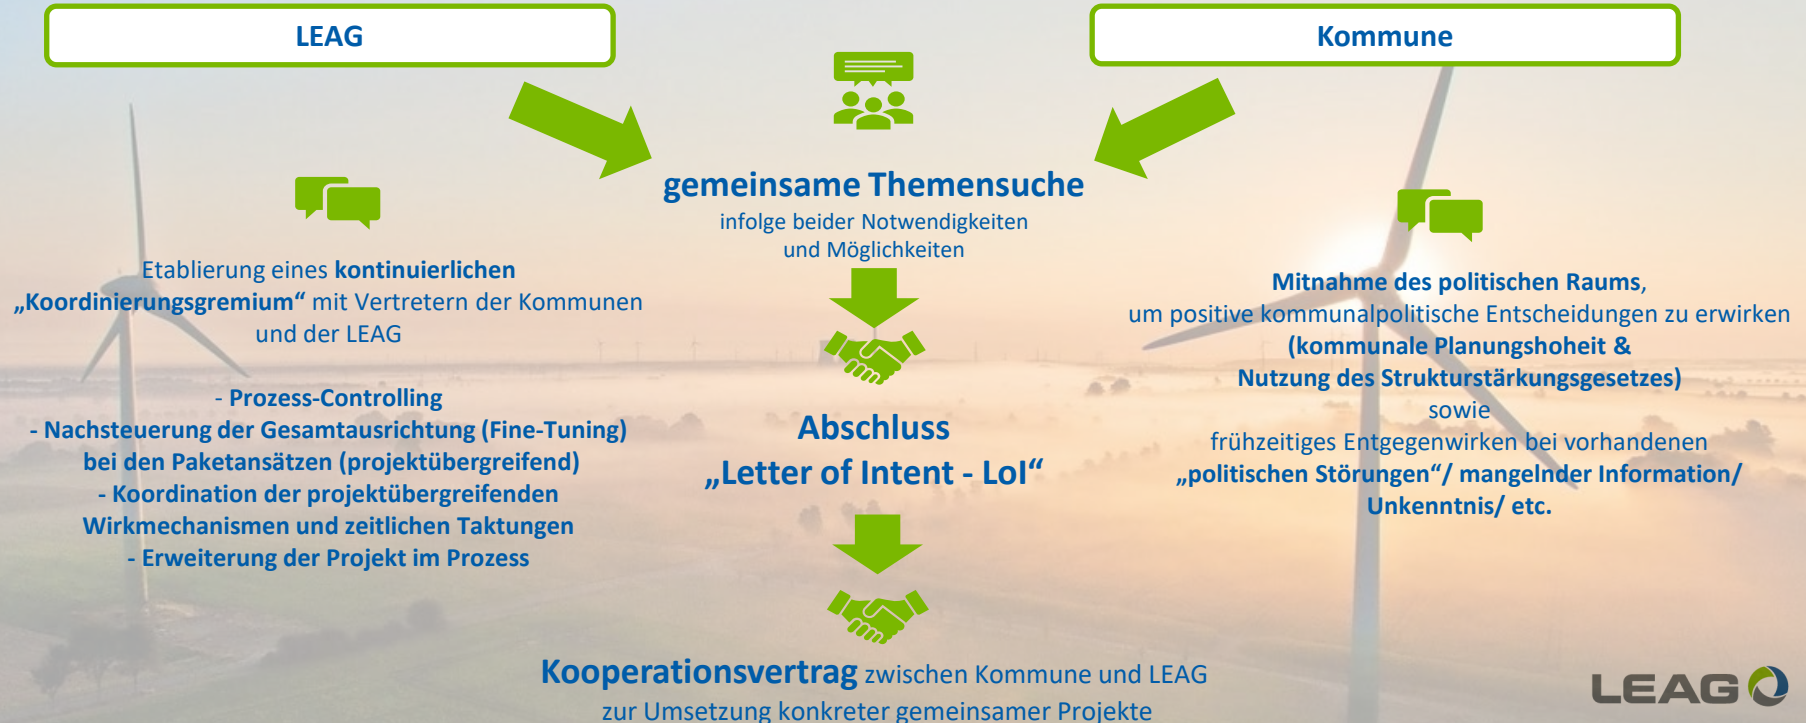 LEAG
Kommune
gemeinsame Themensuche
infolge beider Notwendigkeiten
und Möglichkeiten
Etablierung eines kontinuierlichen
„Koordinierungsgremium“ mit Vertretern der Kommunen
und der LEAG
- Prozess-Controlling
- Nachsteuerung der Gesamtausrichtung (Fine-Tuning)
bei den Paketansätzen (projektübergreifend)
- Koordination der projektübergreifenden
Wirkmechanismen und zeitlichen Taktungen
- Erweiterung der Projekt im Prozess
Abschluss
„Letter of Intent - LoI“
Mitnahme des politischen Raums,
um positive kommunalpolitische Entscheidungen zu erwirken
(kommunale Planungshoheit &
Nutzung des Strukturstärkungsgesetzes)
sowie
frühzeitiges Entgegenwirken bei vorhandenen
„politischen Störungen“/ mangelnder Information/
Unkenntnis/ etc.
Kooperationsvertrag zwischen Kommune und LEAG
zur Umsetzung konkreter gemeinsamer Projekte
LEAG